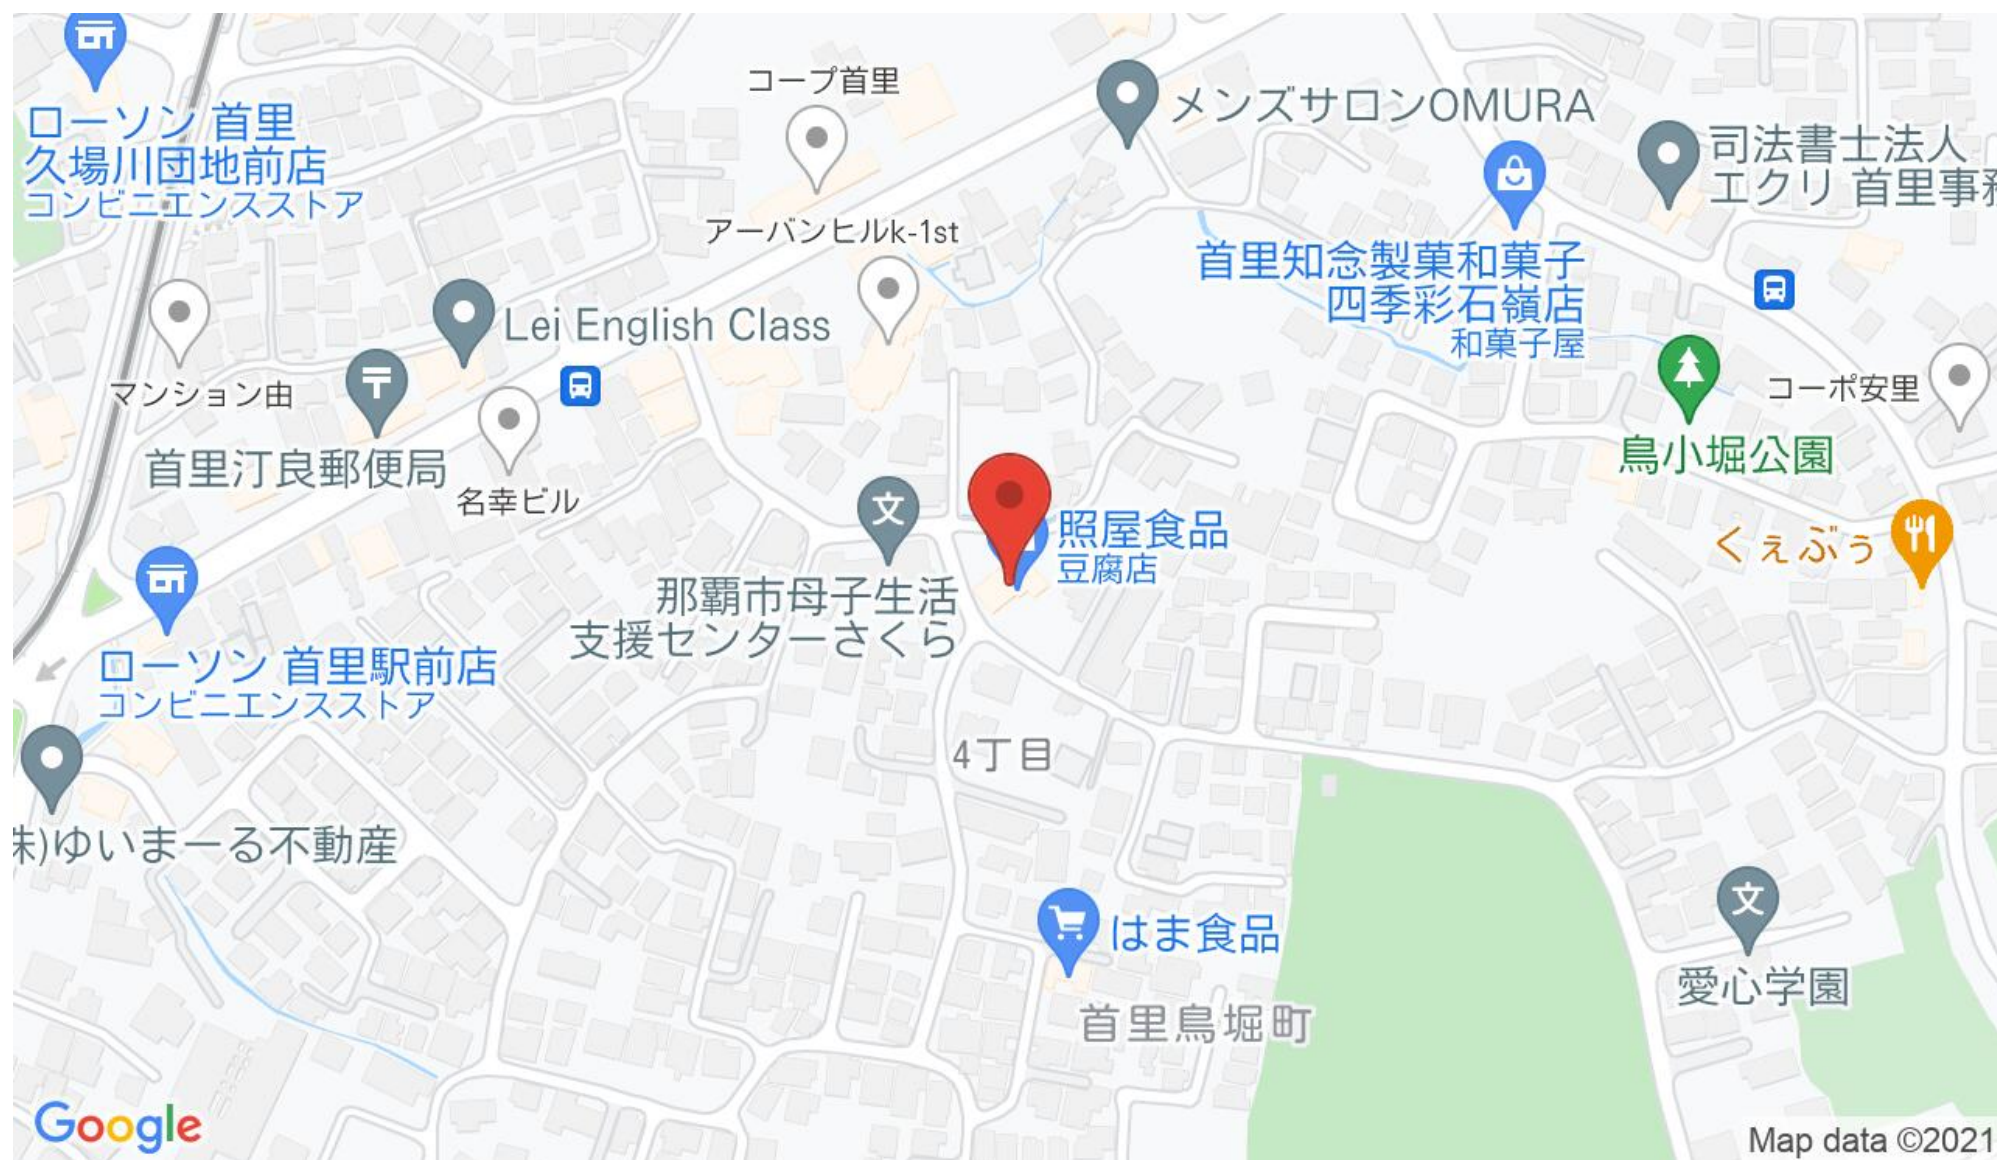 コープ首里
メンズサロンOMURA
ローソン 首里
久場川団地前店
コンビニエンスストア
司法書士法人
エクリ 首里事務
アーバンヒルk-1st
首里知念製菓和菓子
四季彩石嶺店
和菓子屋
Lei English Class
マンション由
コーポ安里
首里汀良郵便局
鳥小堀公園
名幸ビル
照屋食品
豆腐店
くぇぶぅ
那覇市母子生活
支援センターさくら
ローソン 首里駅前店
コンビニエンスストア
4丁目
株)ゆいまーる不動産
はま食品
愛心学園
首里鳥堀町
Google
Map data ©2021